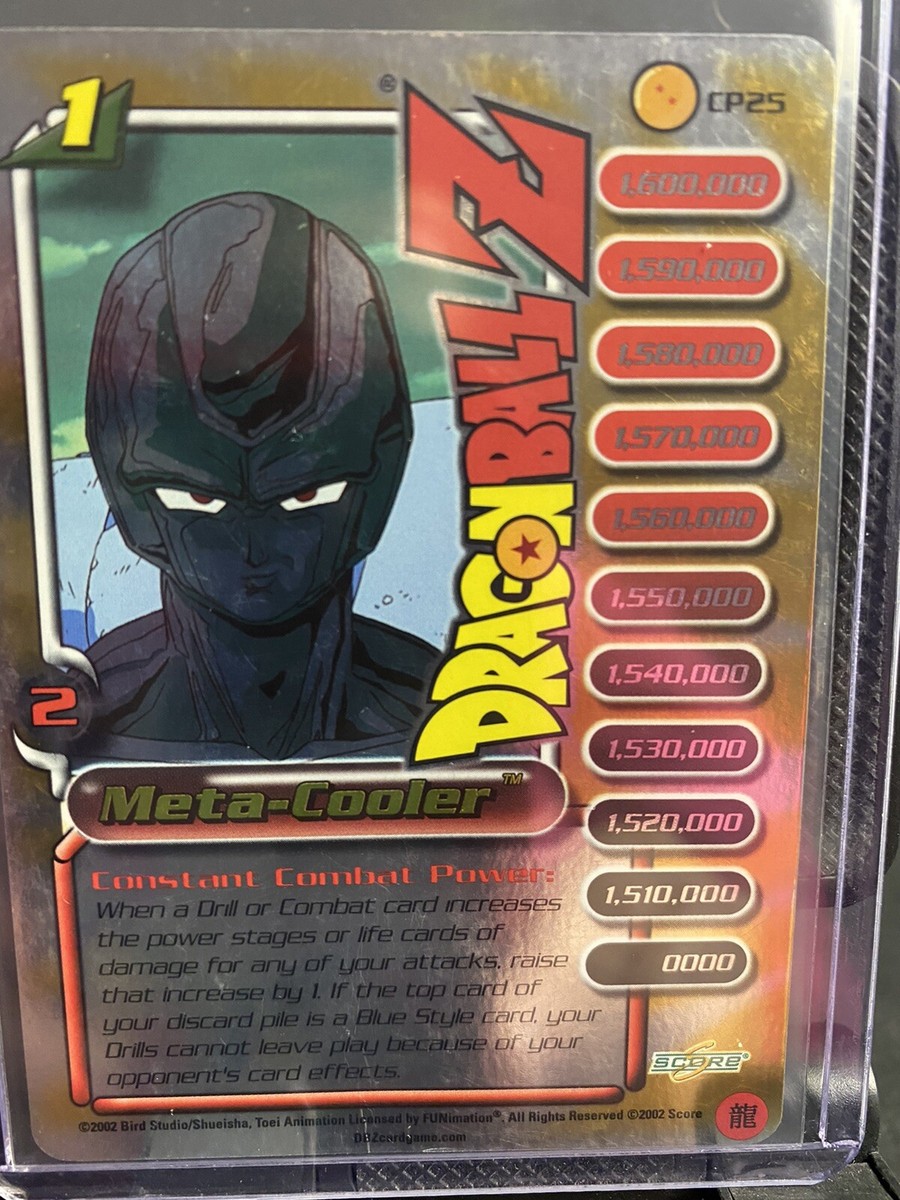 1
®
CP25
DRAGONBALL Z
1,600,000
1,590,000
1,580,000
1,570,000
1,560,000
1,550,000
1,540,000
1,530,000
1,520,000
1,510,000
0000
2
Meta-Cooler™
Constant Combat Power:
When a Drill or Combat card increases
the power stages or life cards of
damage for any of your attacks, raise
that increase by 1. If the top card of
your discard pile is a Blue Style card, your
Drills cannot leave play because of your
opponent's card effects.
SCORE®
©2002 Bird Studio/Shueisha, Toei Animation Licensed by FUNimation®. All Rights Reserved ©2002 Score
DBZcardgame.com
龍